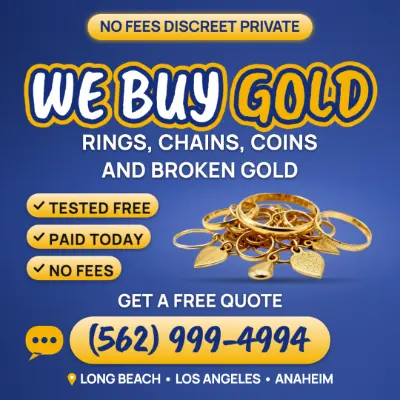 NO FEES DISCREET PRIVATE
WE BUY GOLD
RINGS, CHAINS, COINS
AND BROKEN GOLD
TESTED FREE
PAID TODAY
NO FEES
GET A FREE QUOTE
(562) 999-4994
LONG BEACH • LOS ANGELES • ANAHEIM